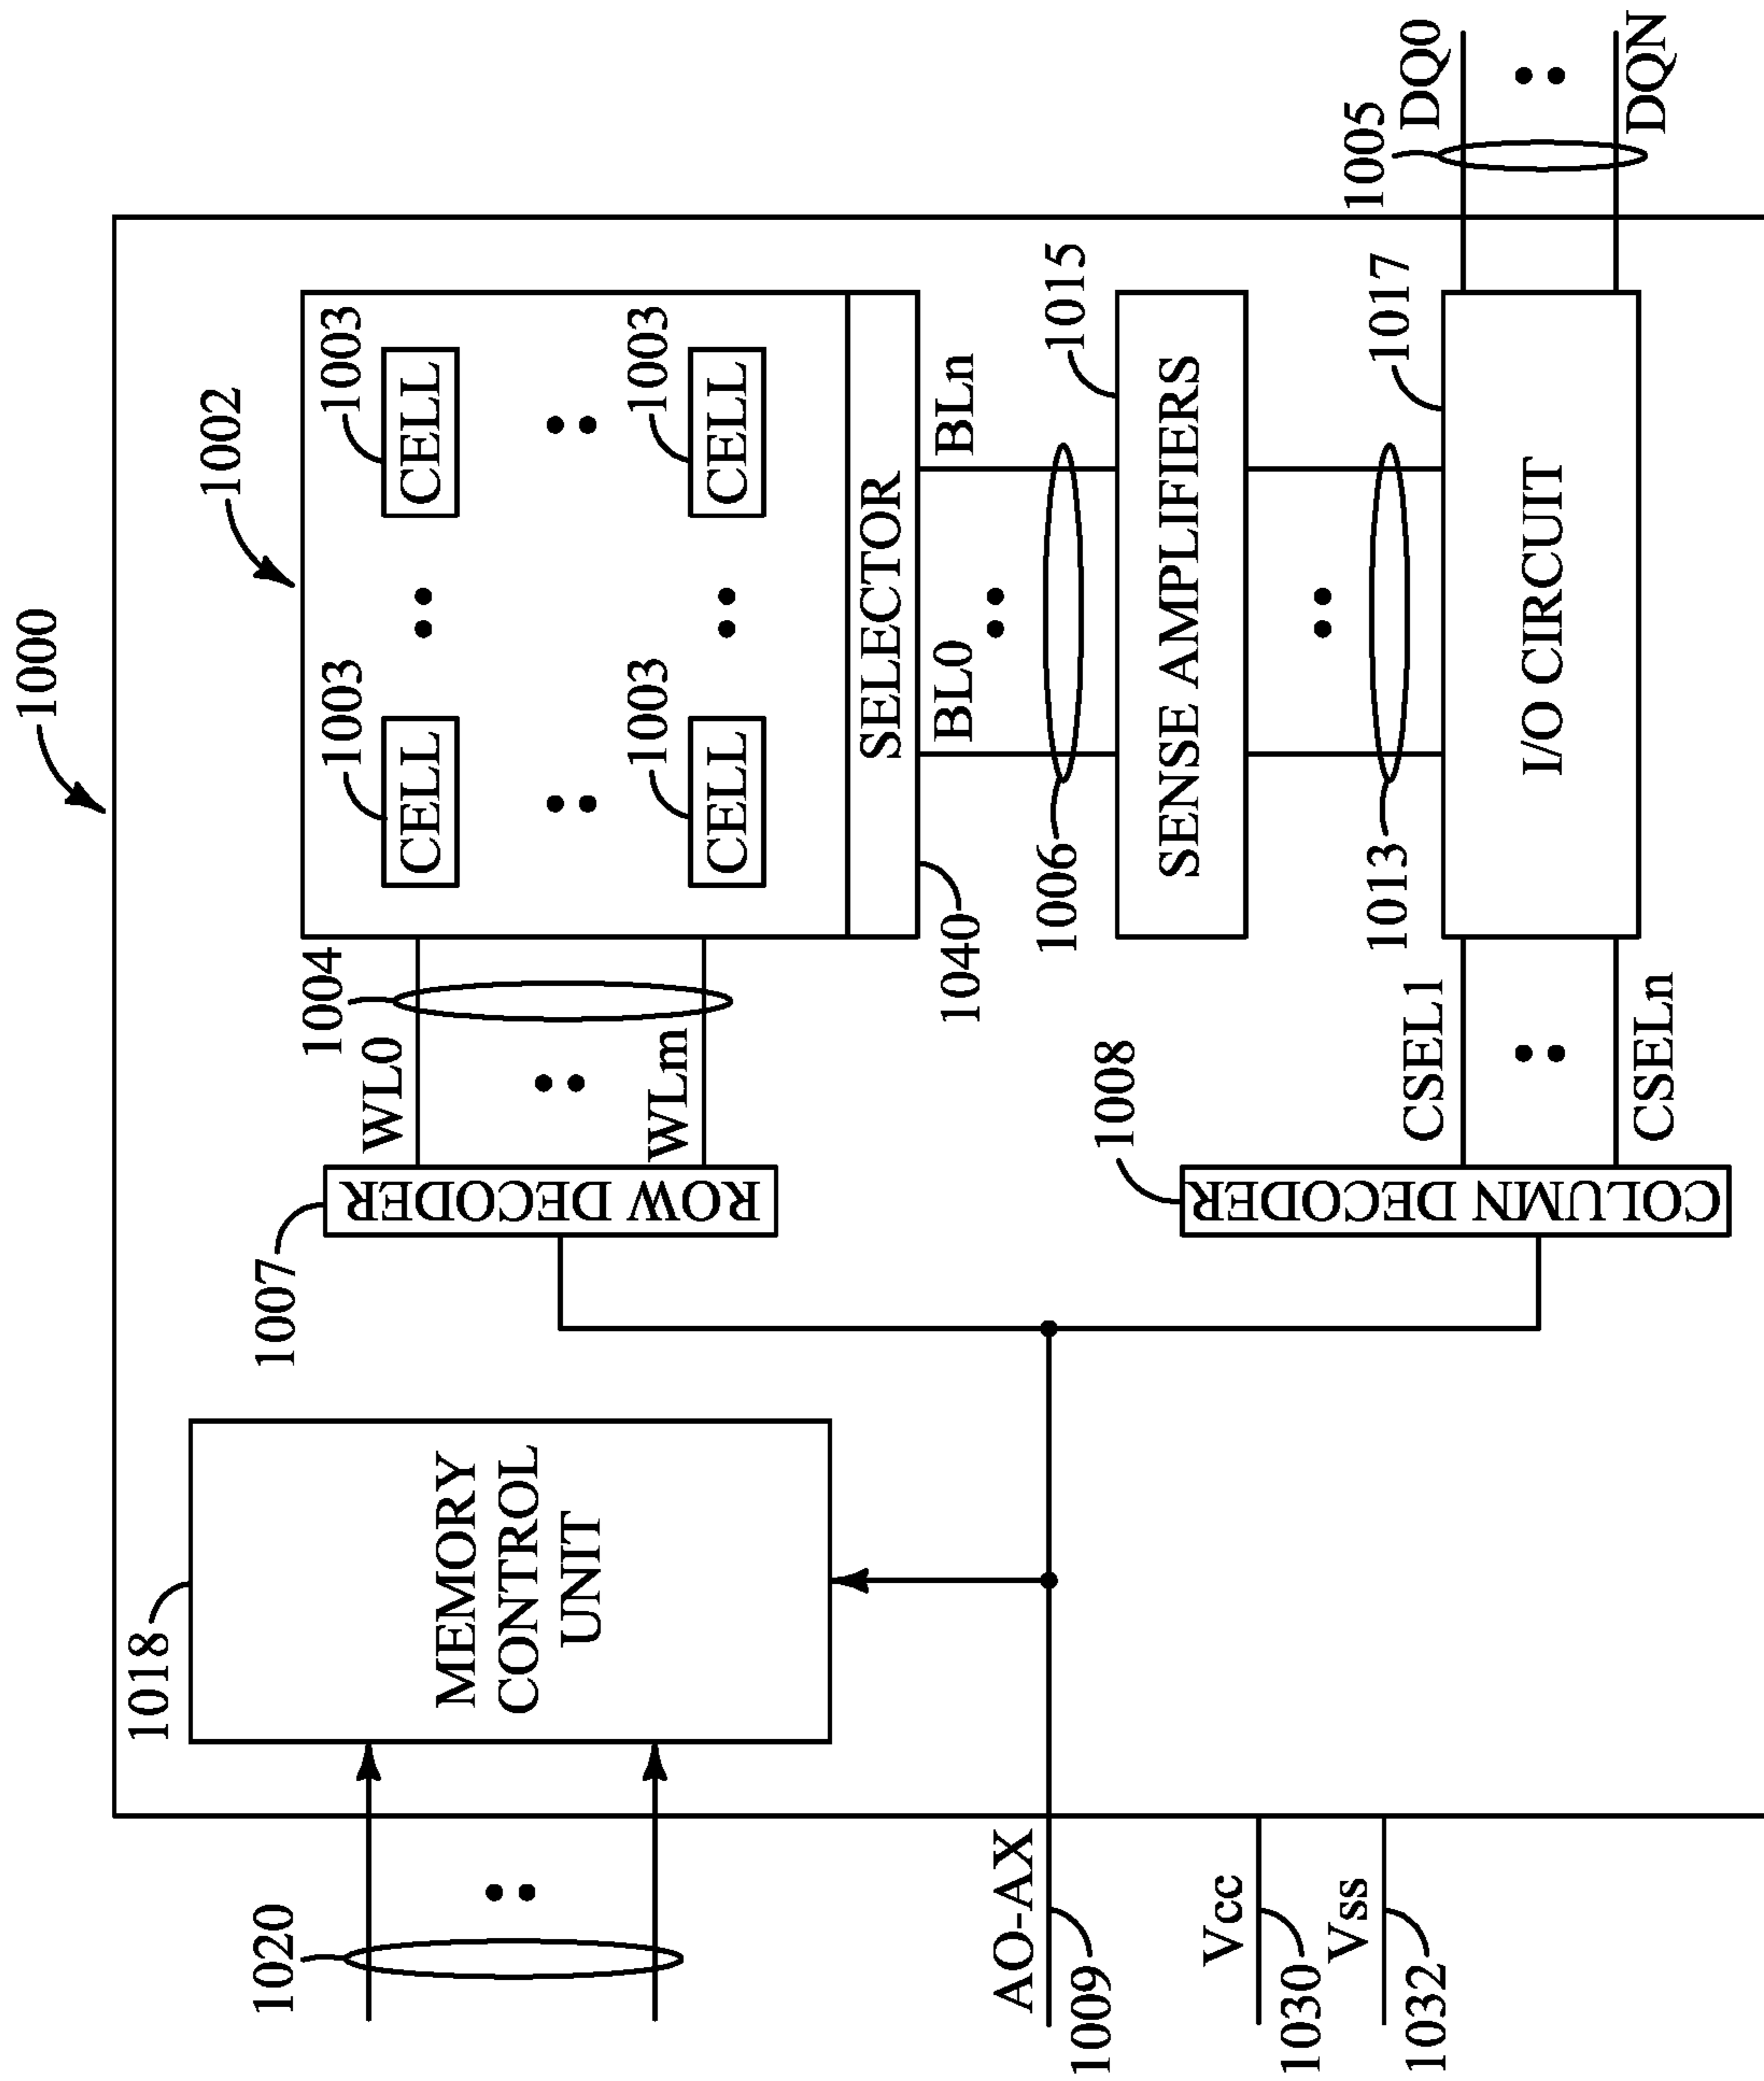 1000
1002
1018
1007
1004
WL0
WLm
ROW DECODER
MEMORY
CONTROL
UNIT
1020
1003
1003
CELL
CELL
1003
1003
CELL
CELL
SELECTOR
1040
BL0
BLn
1006
1015
SENSE AMPLIFIERS
1013
1017
I/O CIRCUIT
1008
COLUMN DECODER
CSEL1
CSELn
1005
DQ0
DQN
AO-AX
1009
Vcc
1030
Vss
1032